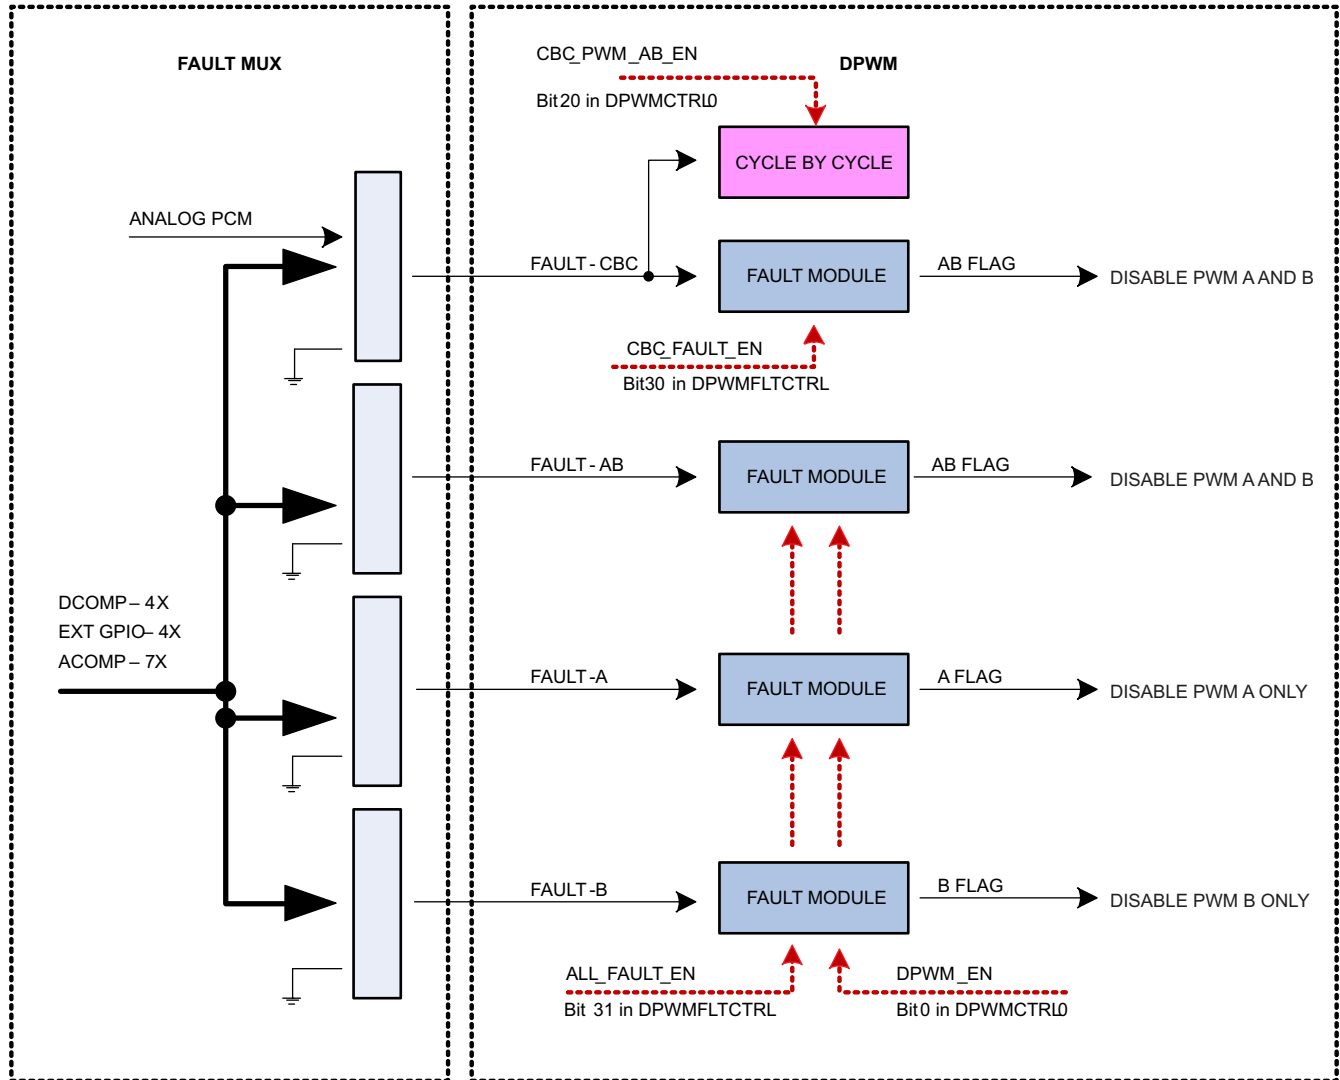 FAULT MUX
DPWM
CBC_PWM_AB_EN
Bit20 in DPWMCTRL0
CYCLE BY CYCLE
ANALOG PCM
FAULT - CBC
FAULT MODULE
AB FLAG
DISABLE PWM A AND B
CBC_FAULT_EN
Bit30 in DPWMFLTCTRL
FAULT - AB
FAULT MODULE
AB FLAG
DISABLE PWM A AND B
DCOMP – 4X
EXT GPIO – 4X
ACOMP – 7X
FAULT -A
FAULT MODULE
A FLAG
DISABLE PWM A ONLY
FAULT -B
FAULT MODULE
B FLAG
DISABLE PWM B ONLY
ALL_FAULT_EN
Bit 31 in DPWMFLTCTRL
DPWM_EN
Bit0 in DPWMCTRL0